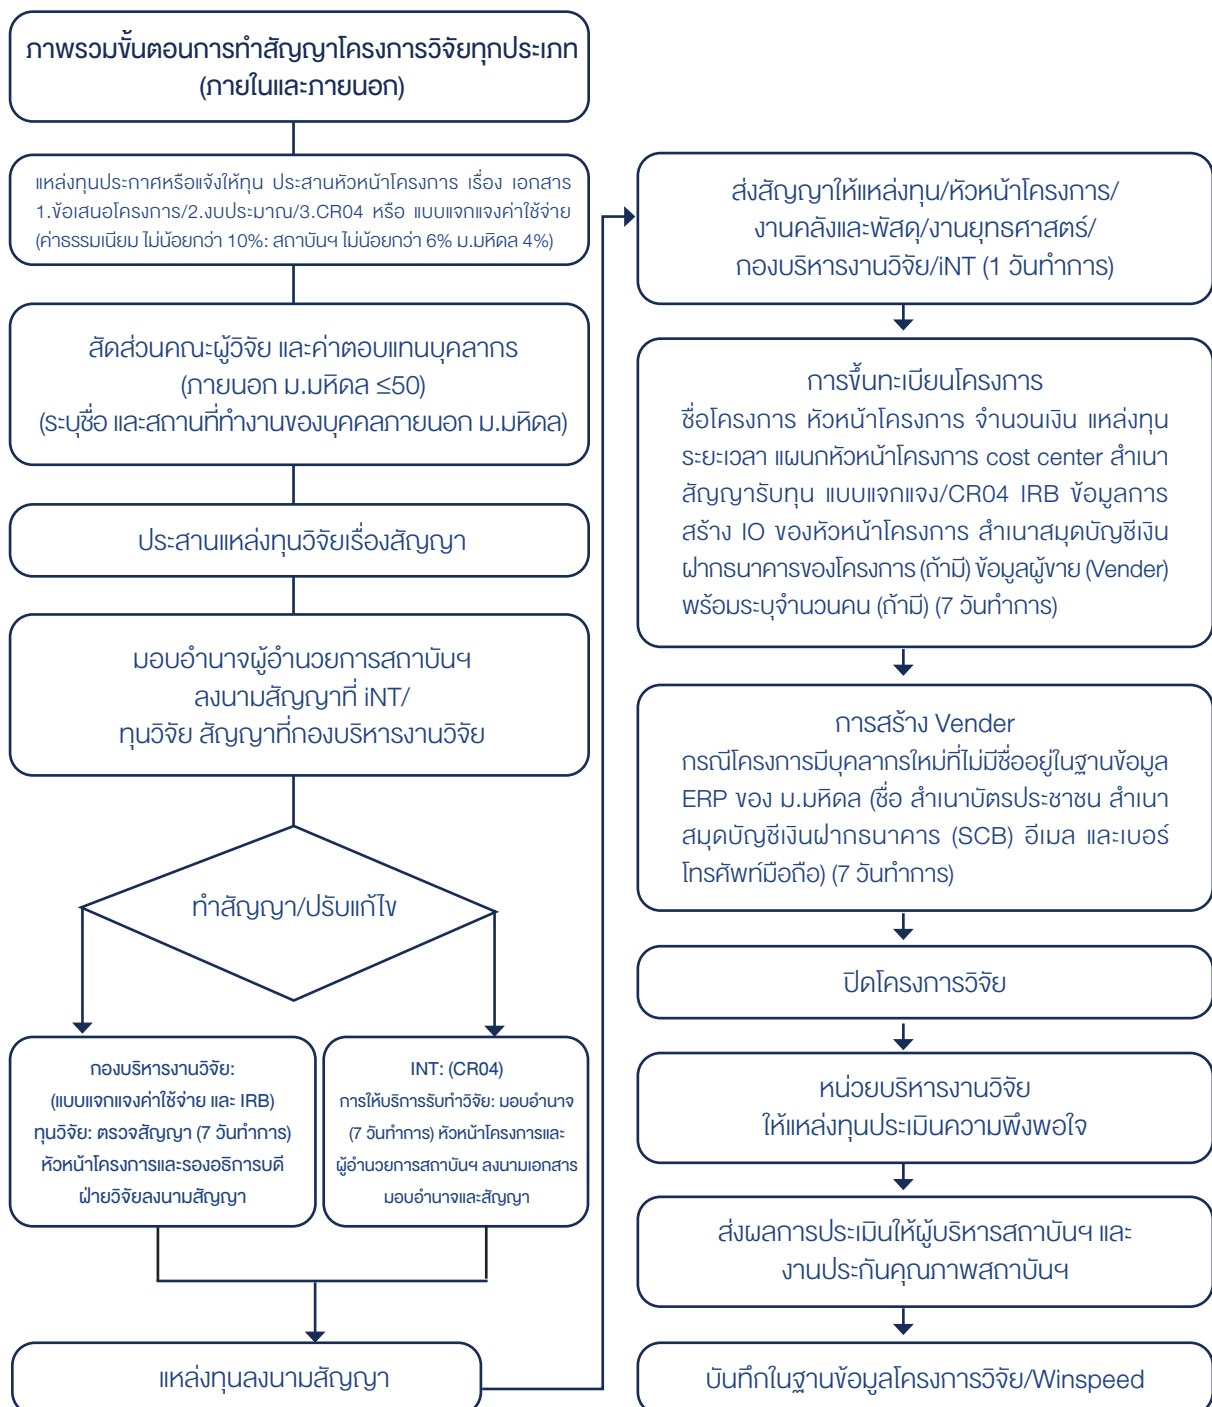 ภาพรวมขั้นตอนการทำสัญญาโครงการวิจัยทุกประเภท
(ภายในและภายนอก)
แหล่งทุนประกาศหรือแจ้งให้ทุน ประสานหัวหน้าโครงการ เรื่อง เอกสาร
1.ข้อเสนอโครงการ/2.งบประมาณ/3.CR04 หรือ แบบแจกแจงค่าใช้จ่าย
(ค่าธรรมเนียม ไม่น้อยกว่า 10%: สถาบันฯ ไม่น้อยกว่า 6% ม.มหิดล 4%)
สัดส่วนคณะผู้วิจัย และค่าตอบแทนบุคลากร
(ภายนอก ม.มหิดล ≤50)
(ระบุชื่อ และสถานที่ทำงานของบุคคลภายนอก ม.มหิดล)
ประสานแหล่งทุนวิจัยเรื่องสัญญา
มอบอำนาจผู้อำนวยการสถาบันฯ
ลงนามสัญญาที่ iNT/
ทุนวิจัย สัญญาที่กองบริหารงานวิจัย
ทำสัญญา/ปรับแก้ไข
กองบริหารงานวิจัย:
(แบบแจกแจงค่าใช้จ่าย และ IRB)
ทุนวิจัย: ตรวจสัญญา (7 วันทำการ)
หัวหน้าโครงการและรองอธิการบดี
ฝ่ายวิจัยลงนามสัญญา
INT: (CR04)
การให้บริการรับทำวิจัย: มอบอำนาจ
(7 วันทำการ) หัวหน้าโครงการและ
ผู้อำนวยการสถาบันฯ ลงนามเอกสาร
มอบอำนาจและสัญญา
แหล่งทุนลงนามสัญญา
ส่งสัญญาให้แหล่งทุน/หัวหน้าโครงการ/
งานคลังและพัสดุ/งานยุทธศาสตร์/
กองบริหารงานวิจัย/iNT (1 วันทำการ)
การขึ้นทะเบียนโครงการ
ชื่อโครงการ หัวหน้าโครงการ จำนวนเงิน แหล่งทุน
ระยะเวลา แผนกหัวหน้าโครงการ cost center สำเนา
สัญญารับทุน แบบแจกแจง/CR04 IRB ข้อมูลการ
สร้าง IO ของหัวหน้าโครงการ สำเนาสมุดบัญชีเงิน
ฝากธนาคารของโครงการ (ถ้ามี) ข้อมูลผู้ขาย (Vender)
พร้อมระบุจำนวนคน (ถ้ามี) (7 วันทำการ)
การสร้าง Vender
กรณีโครงการมีบุคลากรใหม่ที่ไม่มีชื่ออยู่ในฐานข้อมูล
ERP ของ ม.มหิดล (ชื่อ สำเนาบัตรประชาชน สำเนา
สมุดบัญชีเงินฝากธนาคาร (SCB) อีเมล และเบอร์
โทรศัพท์มือถือ) (7 วันทำการ)
ปิดโครงการวิจัย
หน่วยบริหารงานวิจัย
ให้แหล่งทุนประเมินความพึงพอใจ
ส่งผลการประเมินให้ผู้บริหารสถาบันฯ และ
งานประกันคุณภาพสถาบันฯ
บันทึกในฐานข้อมูลโครงการวิจัย/Winspeed